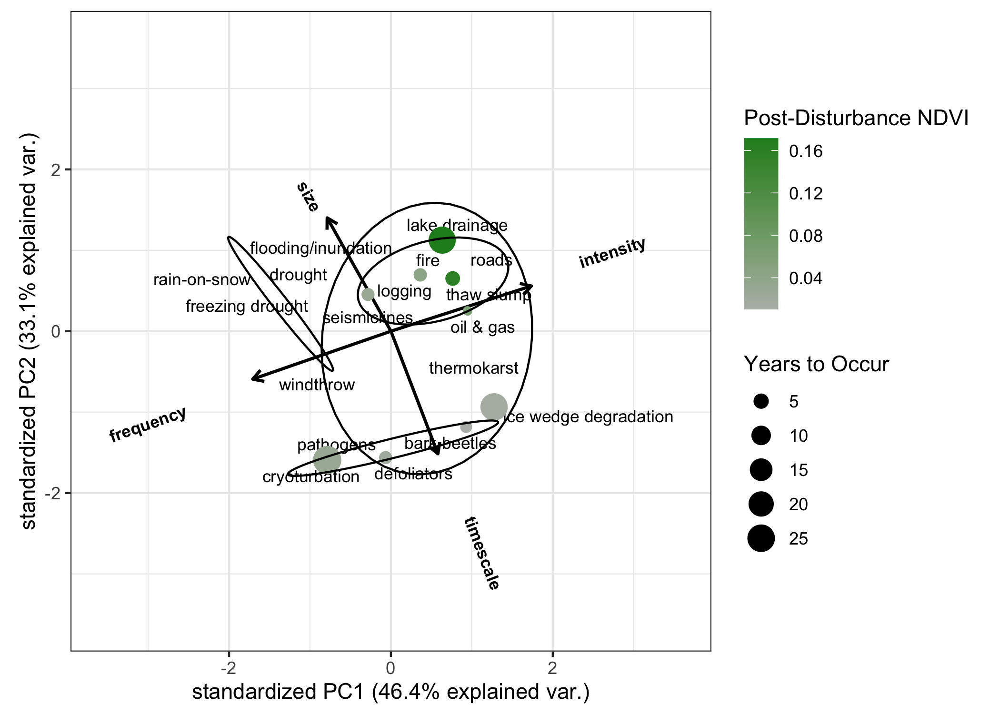 standardized PC2 (33.1% explained var.)
2
0
-2
size
lake drainage
flooding/inundation
intensity
fire
roads
drought
rain-on-snow
logging
thaw slump
freezing drought
seismiclines
oil & gas
thermokarst
windthrow
frequency
ice wedge degradation
pathogens
bark beetles
cryoturbation
defoliators
timescale
-2
0
2
standardized PC1 (46.4% explained var.)
Post-Disturbance NDVI
0.16
0.12
0.08
0.04
Years to Occur
5
10
15
20
25